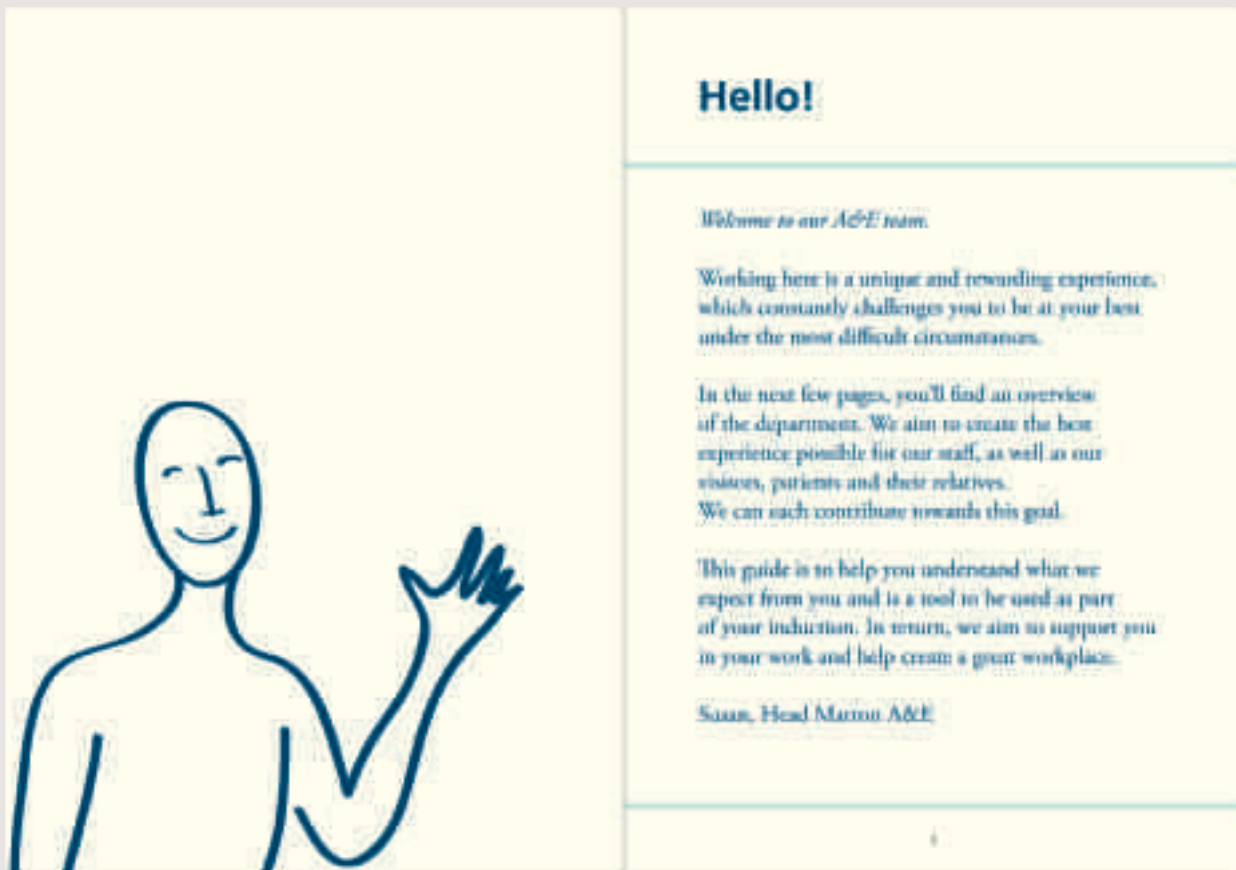 Hello!
Welcome to our A&E team.
Working here is a unique and rewarding experience,
which constantly challenges you to be at your best
under the most difficult circumstances.
In the next few pages, you'll find an overview
of the department. We aim to create the best
experience possible for our staff, as well as our
visitors, patients and their relatives.
We can each contribute towards this goal.
This guide is to help you understand what we
expect from you and is a tool to be used as part
of your induction. In return, we aim to support you
in your work and help create a great workplace.
Susan, Head Matron A&E